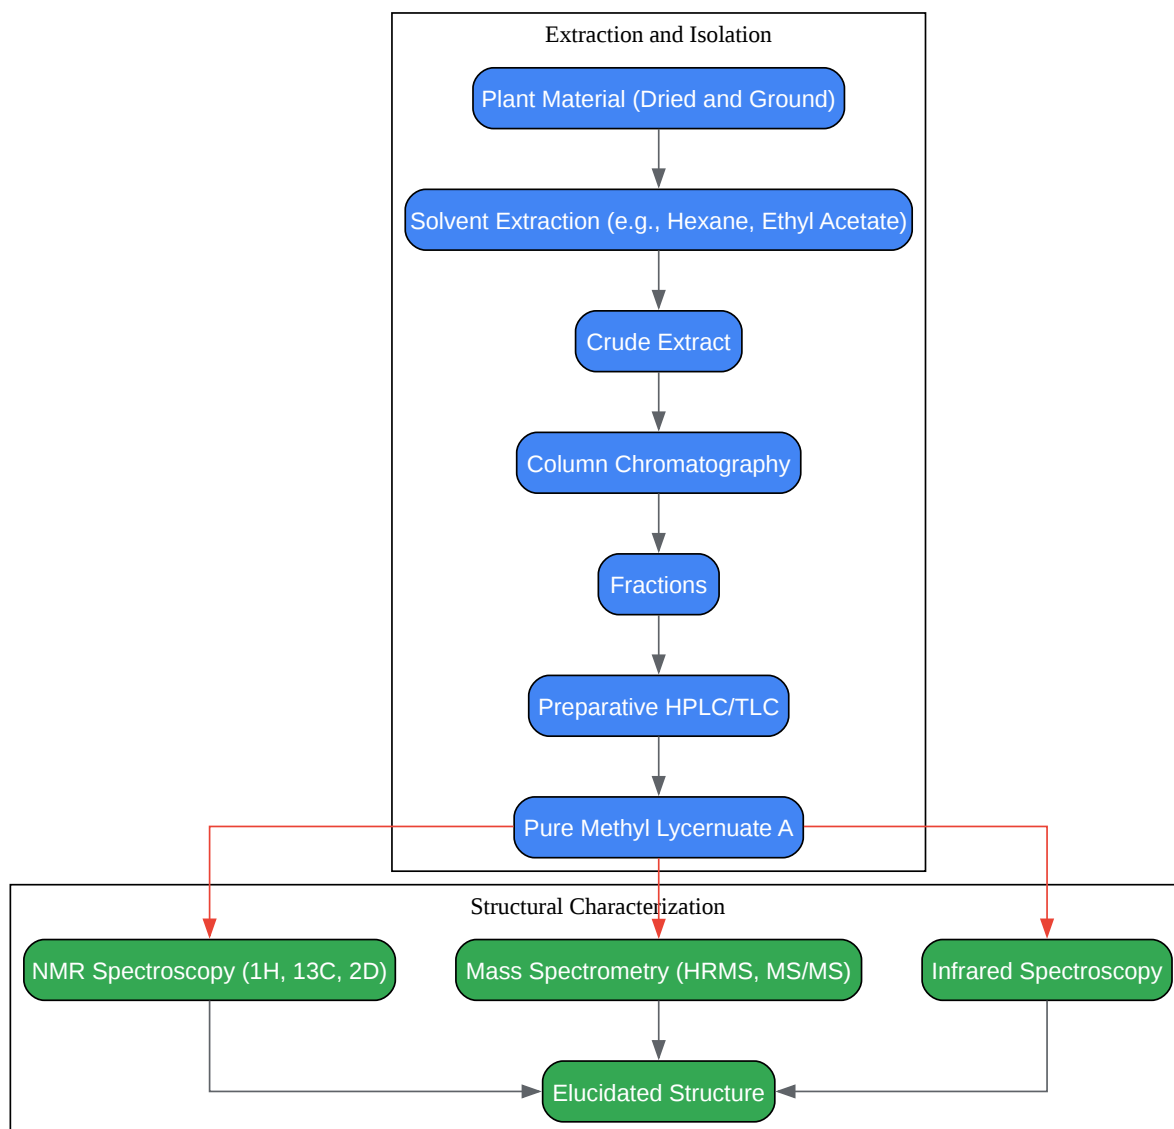 Extraction and Isolation
Plant Material (Dried and Ground)
Solvent Extraction (e.g., Hexane, Ethyl Acetate)
Crude Extract
Column Chromatography
Fractions
Preparative HPLC/TLC
Pure Methyl Lycernuate A
Structural Characterization
NMR Spectroscopy (1H, 13C, 2D)
Mass Spectrometry (HRMS, MS/MS)
Infrared Spectroscopy
Elucidated Structure